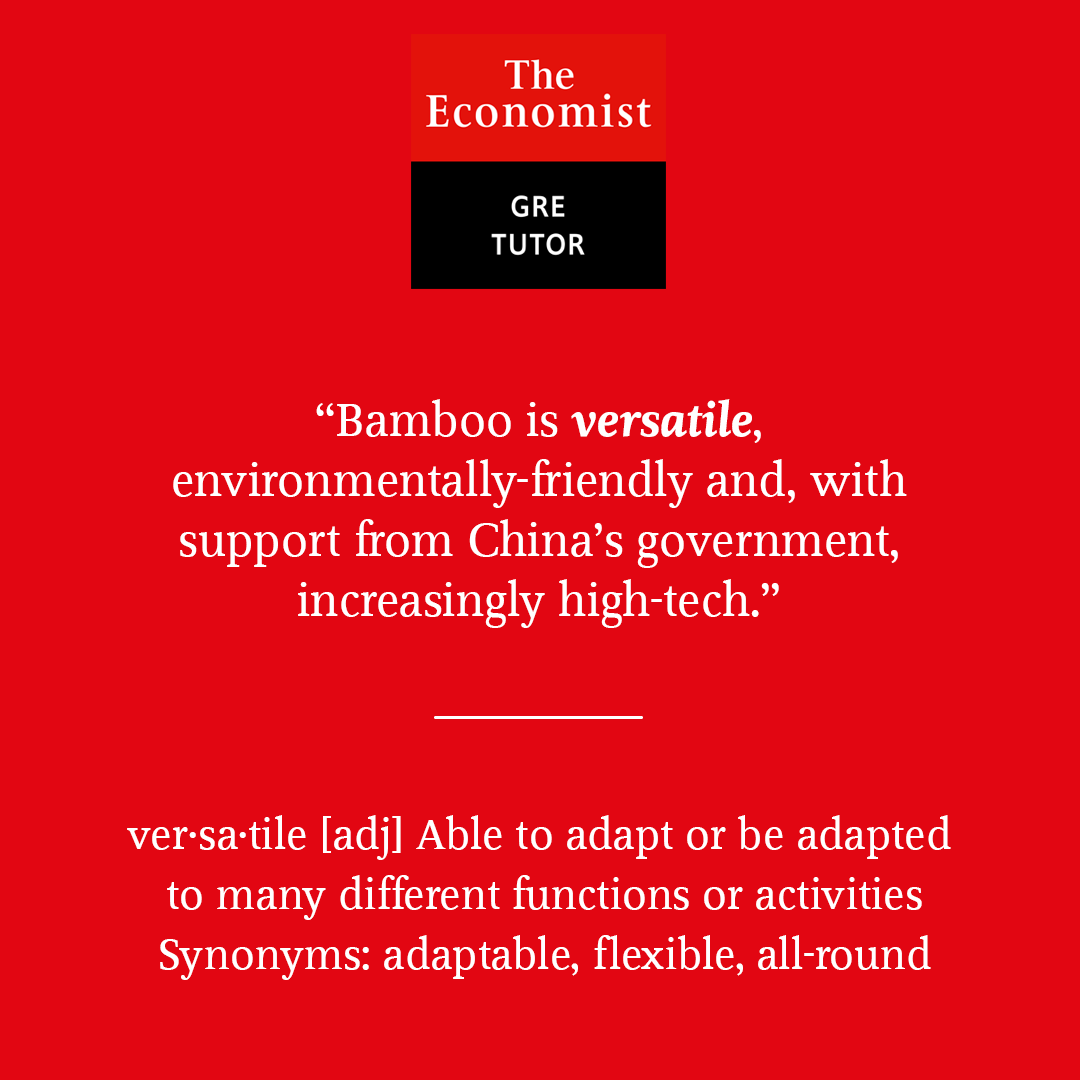 The
Economist
GRE
TUTOR
“Bamboo is versatile,
environmentally-friendly and, with
support from China’s government,
increasingly high-tech.”
ver·sa·tile [adj] Able to adapt or be adapted
to many different functions or activities
Synonyms: adaptable, flexible, all-round